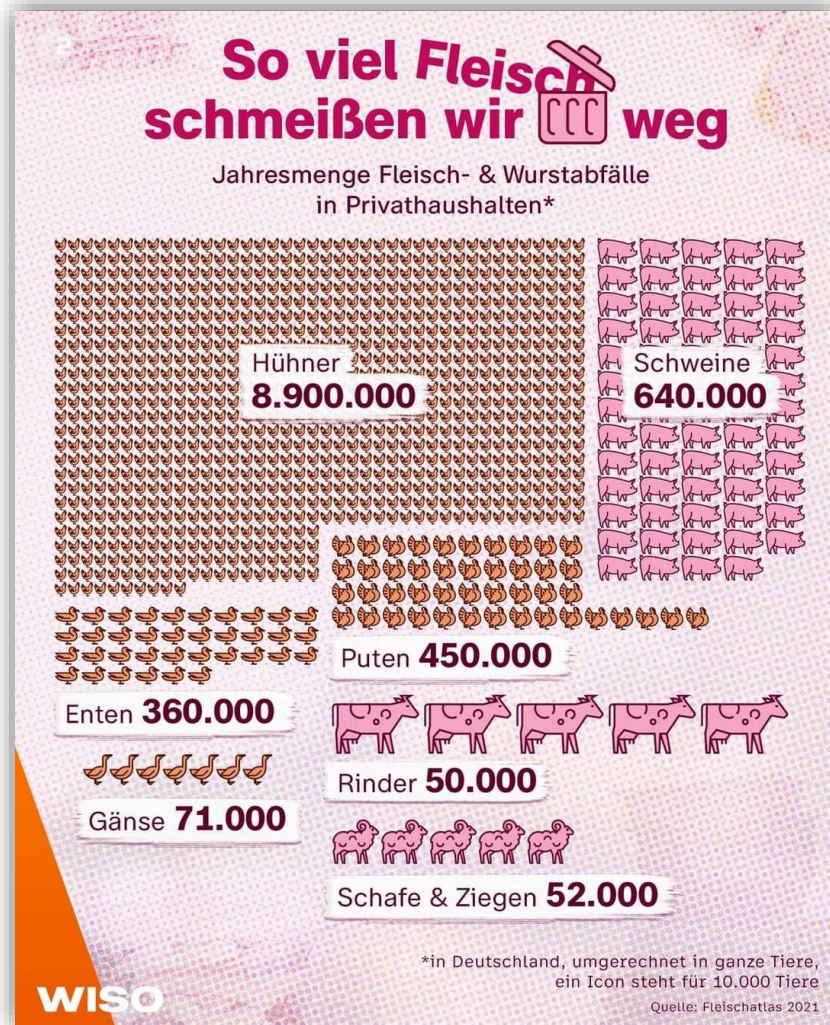 So viel Fleisch
schmeißen wir weg
Jahresmenge Fleisch- & Wurstabfälle
in Privathaushalten*
Hühner
8.900.000
Schweine
640.000
Puten 450.000
Enten 360.000
Rinder 50.000
Gänse 71.000
Schafe & Ziegen 52.000
*in Deutschland, umgerechnet in ganze Tiere,
ein Icon steht für 10.000 Tiere
Quelle: Fleischatlas 2021
WISO